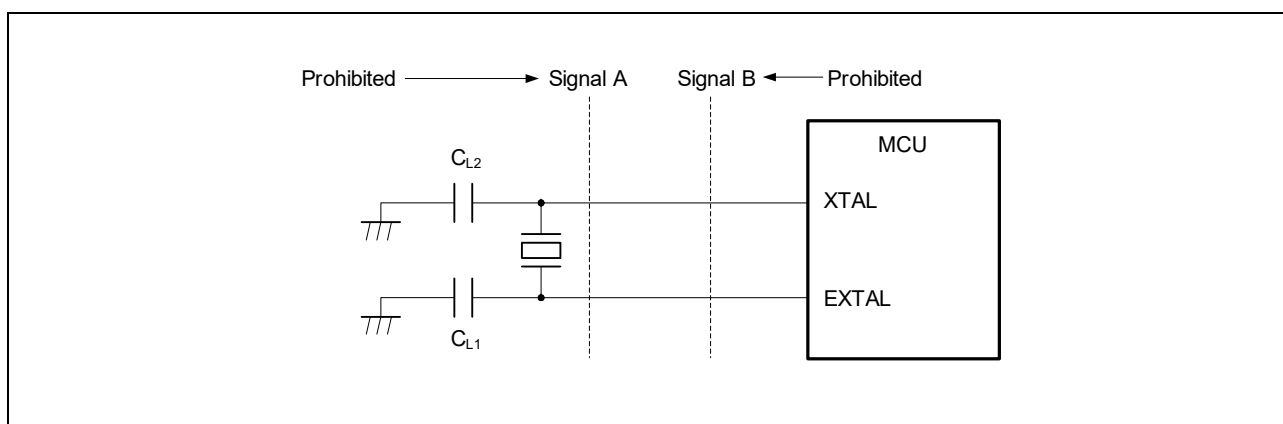 Prohibited Signal A Signal B Prohibited
MCU
CL2
XTAL
EXTAL
CL1